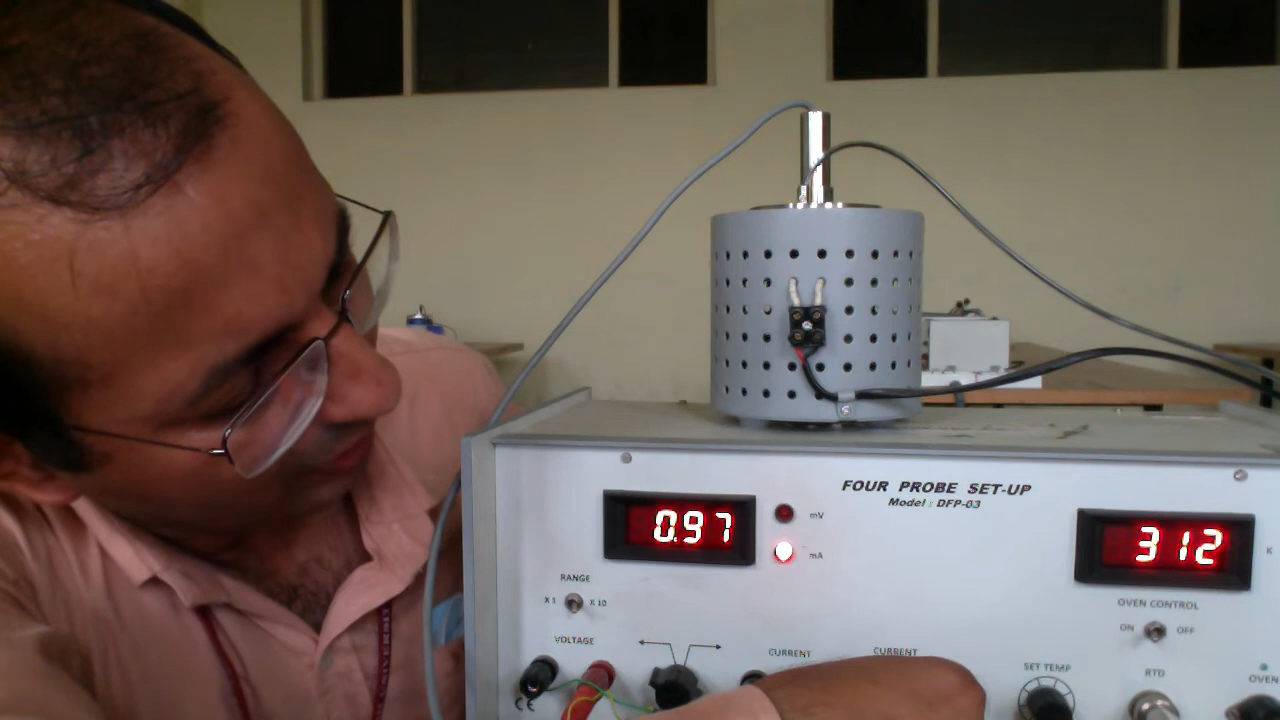 FOUR PROBE SET-UP
Model : DFP-03
0.97
mV
mA
312
K
RANGE
X 1
X 10
OVEN CONTROL
ON
OFF
VOLTAGE
CURRENT
CURRENT
SET TEMP
RTD
OVEN